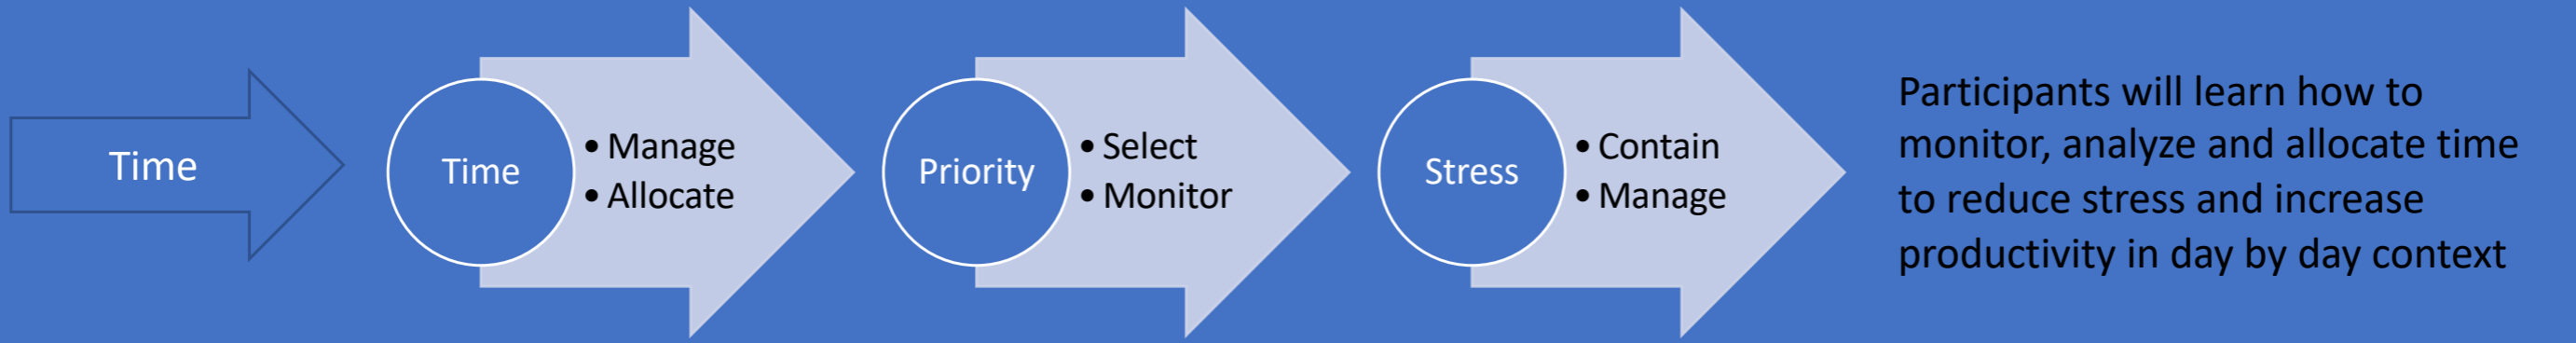 Time
Time
• Manage
• Allocate
Priority
• Select
• Monitor
Stress
• Contain
• Manage
Participants will learn how to
monitor, analyze and allocate time
to reduce stress and increase
productivity in day by day context